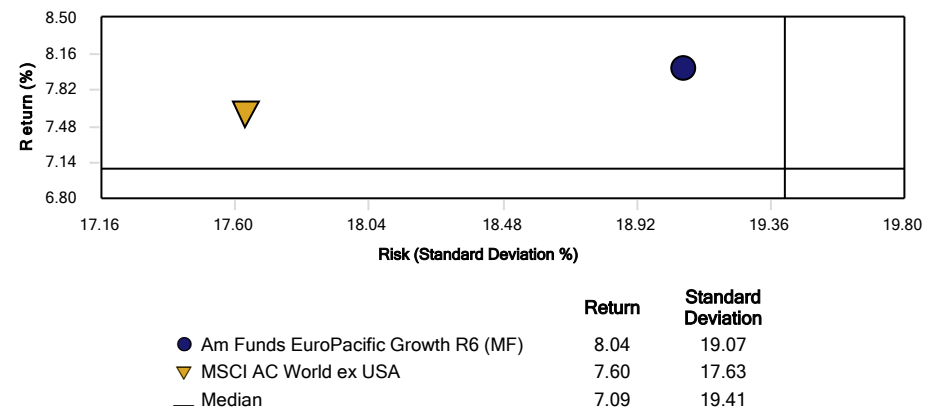 8.50
8.16
7.82
7.48
7.14
6.80
Return (%)
17.16 17.60 18.04 18.48 18.92 19.36 19.80
Risk (Standard Deviation %)
Return Standard Deviation
Am Funds EuroPacific Growth R6 (MF) 8.04 19.07
MSCI AC World ex USA 7.60 17.63
Median 7.09 19.41